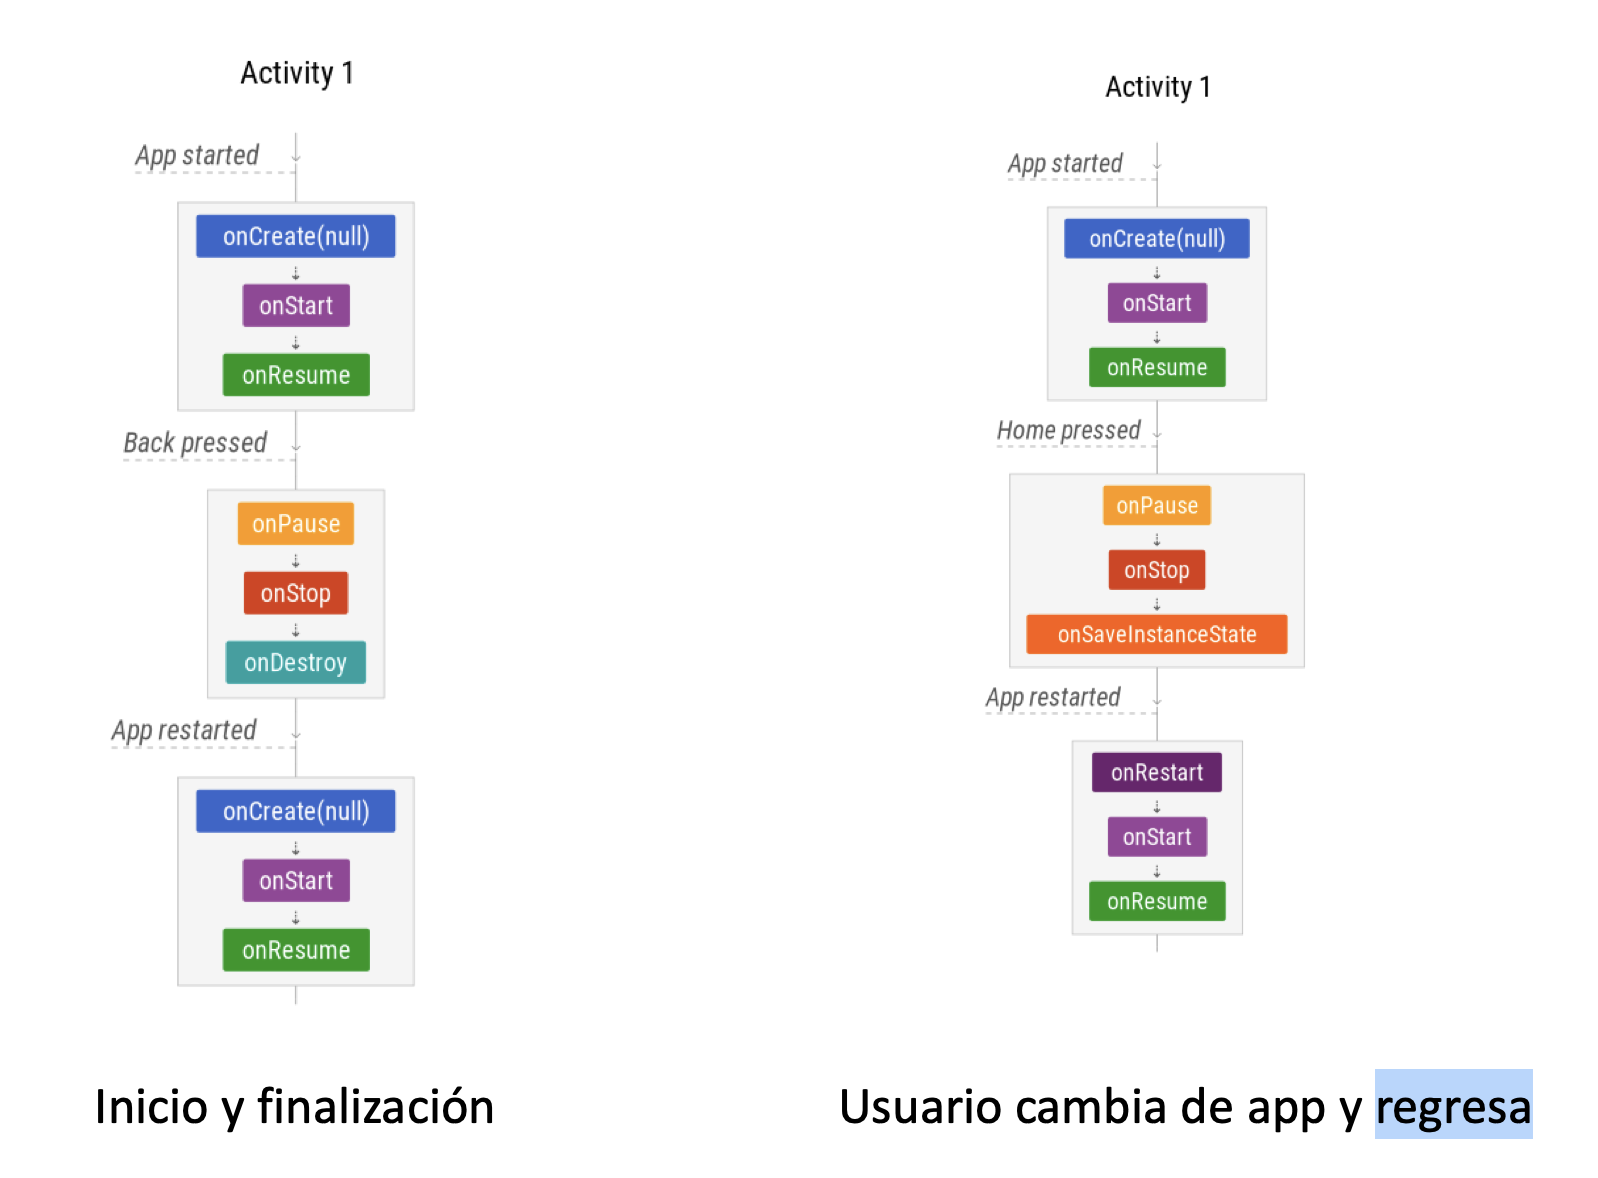 Activity 1
App started
onCreate(null)
onStart
onResume
Back pressed
onPause
onStop
onDestroy
App restarted
onCreate(null)
onStart
onResume
Inicio y finalización
Activity 1
App started
onCreate(null)
onStart
onResume
Home pressed
onPause
onStop
onSaveInstanceState
App restarted
onRestart
onStart
onResume
Usuario cambia de app y regresa